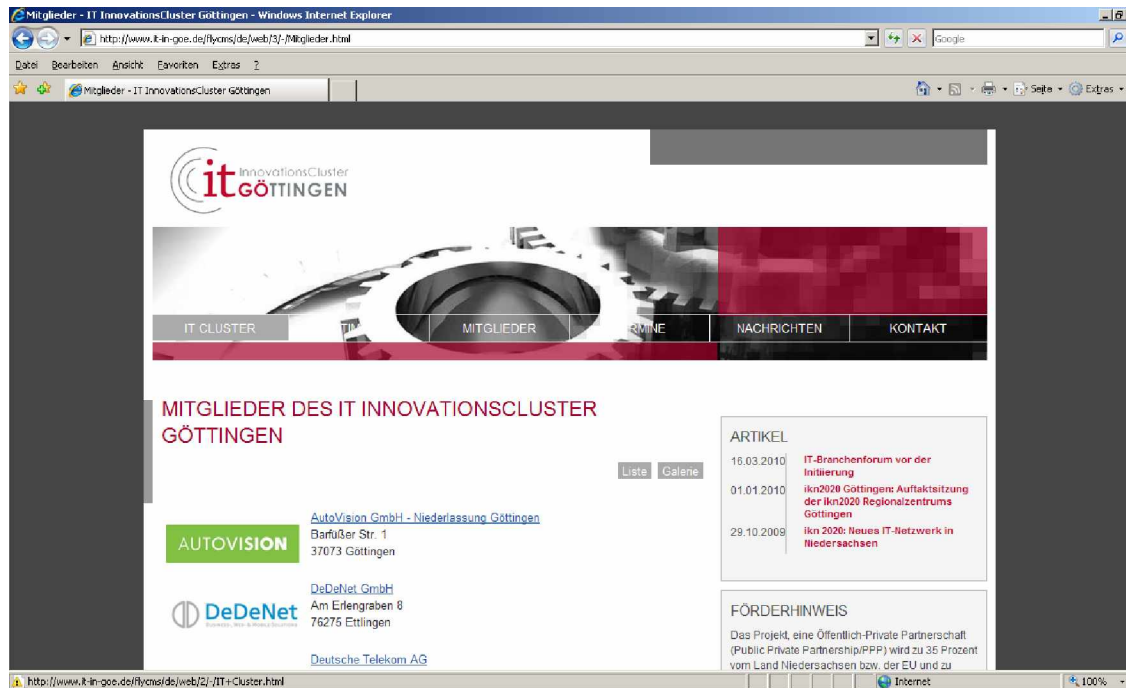 Mitglieder - IT InnovationsCluster Göttingen - Windows Internet Explorer
http://www.it-in-goe.de/flycms/de/web/3/-/Mitglieder.html
Google
Datei Bearbeiten Ansicht Favoriten Extras ?
Mitglieder - IT InnovationsCluster Göttingen
Seite Extras
it InnovationsCluster
GÖTTINGEN
IT CLUSTER MITGLIEDER NACHRICHTEN KONTAKT
MITGLIEDER DES IT INNOVATIONSCLUSTER
GÖTTINGEN
Liste Galerie
AUTOVISION
AutoVision GmbH - Niederlassung Göttingen
Barfüßer Str. 1
37073 Göttingen
DeDeNet
DeDeNet GmbH
Am Erlengraben 8
76275 Ettlingen
Deutsche Telekom AG
ARTIKEL
16.03.2010 IT-Branchenforum vor der
Initiierung
01.01.2010 ikn2020 Göttingen: Auftaktsitzung
der ikn2020 Regionalzentrums
Göttingen
29.10.2009 ikn 2020: Neues IT-Netzwerk in
Niedersachsen
FÖRDERHINWEIS
Das Projekt, eine Öffentlich-Private Partnerschaft
(Public Private Partnership/PPP) wird zu 35 Prozent
vom Land Niedersachsen bzw. der EU und zu
http://www.it-in-goe.de/flycms/de/web/2/-/IT+Cluster.html
Internet
100%